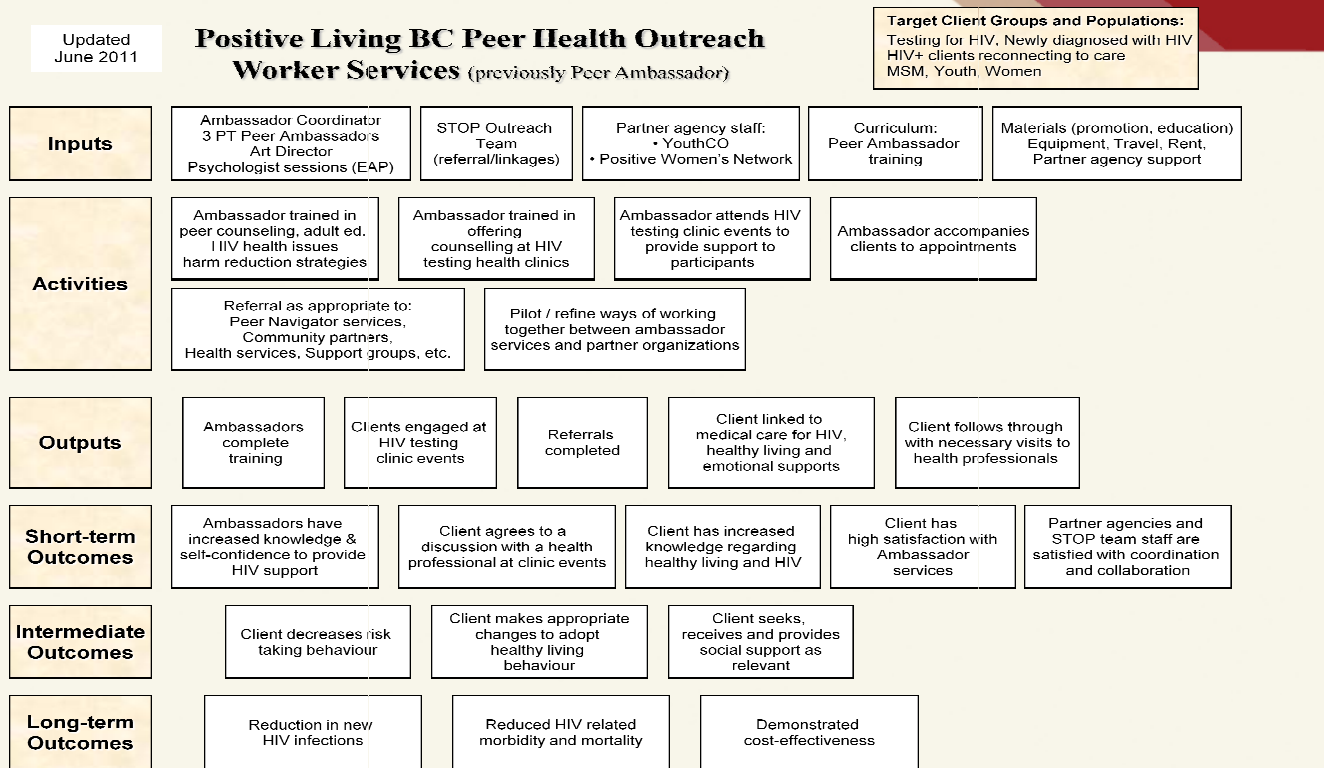 Updated
June 2011
Positive Living BC Peer Health Outreach
Worker Services (previously Peer Ambassador)
Target Client Groups and Populations:
Testing for HIV, Newly diagnosed with HIV
HIV+ clients reconnecting to care
MSM, Youth, Women
Inputs
Ambassador Coordinator
3 PT Peer Ambassadors
Art Director
Psychologist sessions (EAP)
STOP Outreach
Team
(referral/linkages)
Partner agency staff:
• YouthCO
• Positive Women's Network
Curriculum:
Peer Ambassador
training
Materials (promotion, education)
Equipment, Travel, Rent,
Partner agency support
Activities
Ambassador trained in
peer counseling, adult ed.
HIV health issues
harm reduction strategies
Ambassador trained in
offering
counselling at HIV
testing health clinics
Ambassador attends HIV
testing clinic events to
provide support to
participants
Ambassador accompanies
clients to appointments
Referral as appropriate to:
Peer Navigator services,
Community partners,
Health services, Support groups, etc.
Pilot / refine ways of working
together between ambassador
services and partner organizations
Outputs
Ambassadors
complete
training
Clients engaged at
HIV testing
clinic events
Referrals
completed
Client linked to
medical care for HIV,
healthy living and
emotional supports
Client follows through
with necessary visits to
health professionals
Short-term
Outcomes
Ambassadors have
increased knowledge &
self-confidence to provide
HIV support
Client agrees to a
discussion with a health
professional at clinic events
Client has increased
knowledge regarding
healthy living and HIV
Client has
high satisfaction with
Ambassador
services
Partner agencies and
STOP team staff are
satisfied with coordination
and collaboration
Intermediate
Outcomes
Client decreases risk
taking behaviour
Client makes appropriate
changes to adopt
healthy living
behaviour
Client seeks,
receives and provides
social support as
relevant
Long-term
Outcomes
Reduction in new
HIV infections
Reduced HIV related
morbidity and mortality
Demonstrated
cost-effectiveness